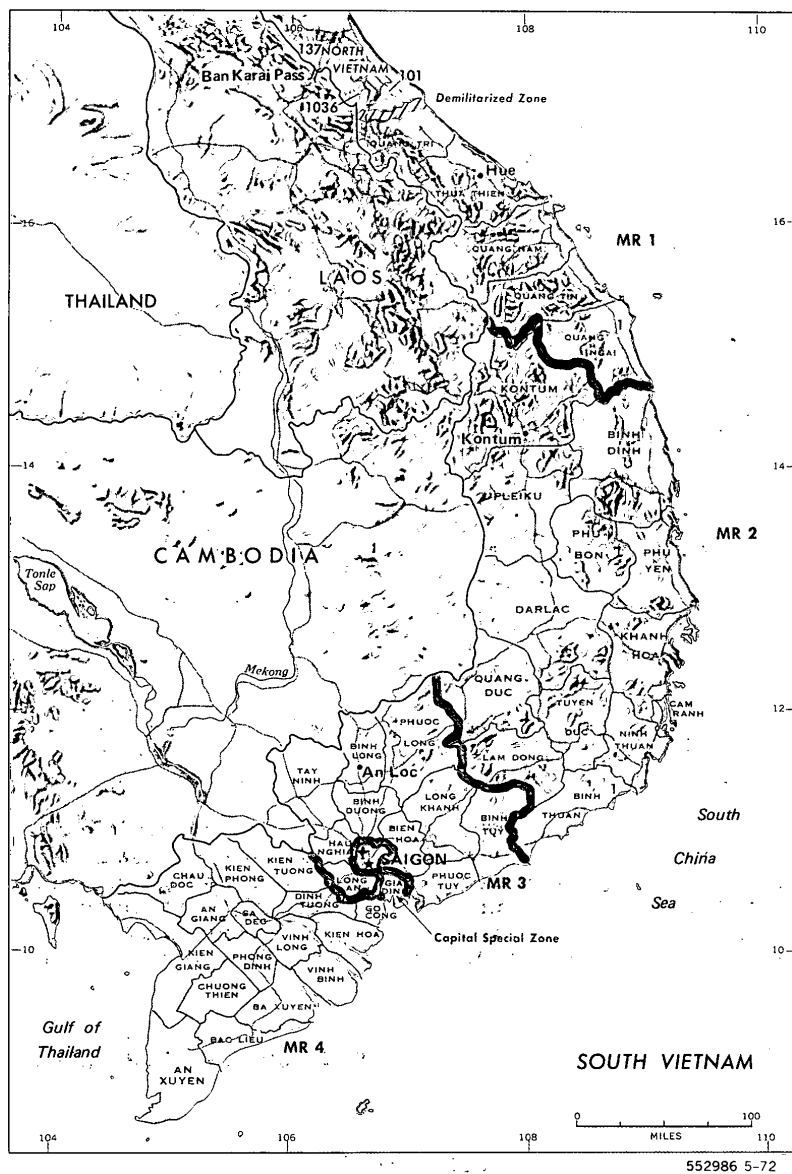 104
106
108
110
137
NORTH
VIETNAM
101
Ban Karai Pass
1036
Demilitarized Zone
QUANG TRI
Hue
THUA THIEN
16
16
MR 1
QUANG NAM
LAOS
THAILAND
QUANG TIN
1
QUANG
NGAI
KONTUM
Kontum
BINH
DINH
14
14
PLEIKU
MR 2
CAMBODIA
PHU
BON
PHU
YEN
Tonle
Sap
DARLAC
KHANH
HOA
Mekong
QUANG
DUC
12
TUYEN
DUC
CAM
RANH
PHUOC
LONG
NINH
THUAN
BINH
LONG
LAM DONG
TAY
NINH
An Loc
BINH
1
THUAN
LONG
KHANH
BINH
DUONG
BINH
TUY
South
China
Sea
BIEN
HOA
HAU
NGHIA
SAIGON
KIEN
PHONG
KIEN
TUONG
CHAU
DOC
LONG
AN
GIA
DINH
PHUOC
TUY
MR 3
DINH
TUONG
AN
GIANG
SA
DEC
GO
CONG
Capital Special Zone
10
10
VINH
LONG
KIEN HOA
KIEN
GIANG
PHONG
DINH
VINH
BINH
CHUONG
THIEN
BA XUYEN
Gulf of
Thailand
BAC LIEU
MR 4
AN
XUYEN
SOUTH VIETNAM
0
100
MILES
104
106
108
110
552986 5-72